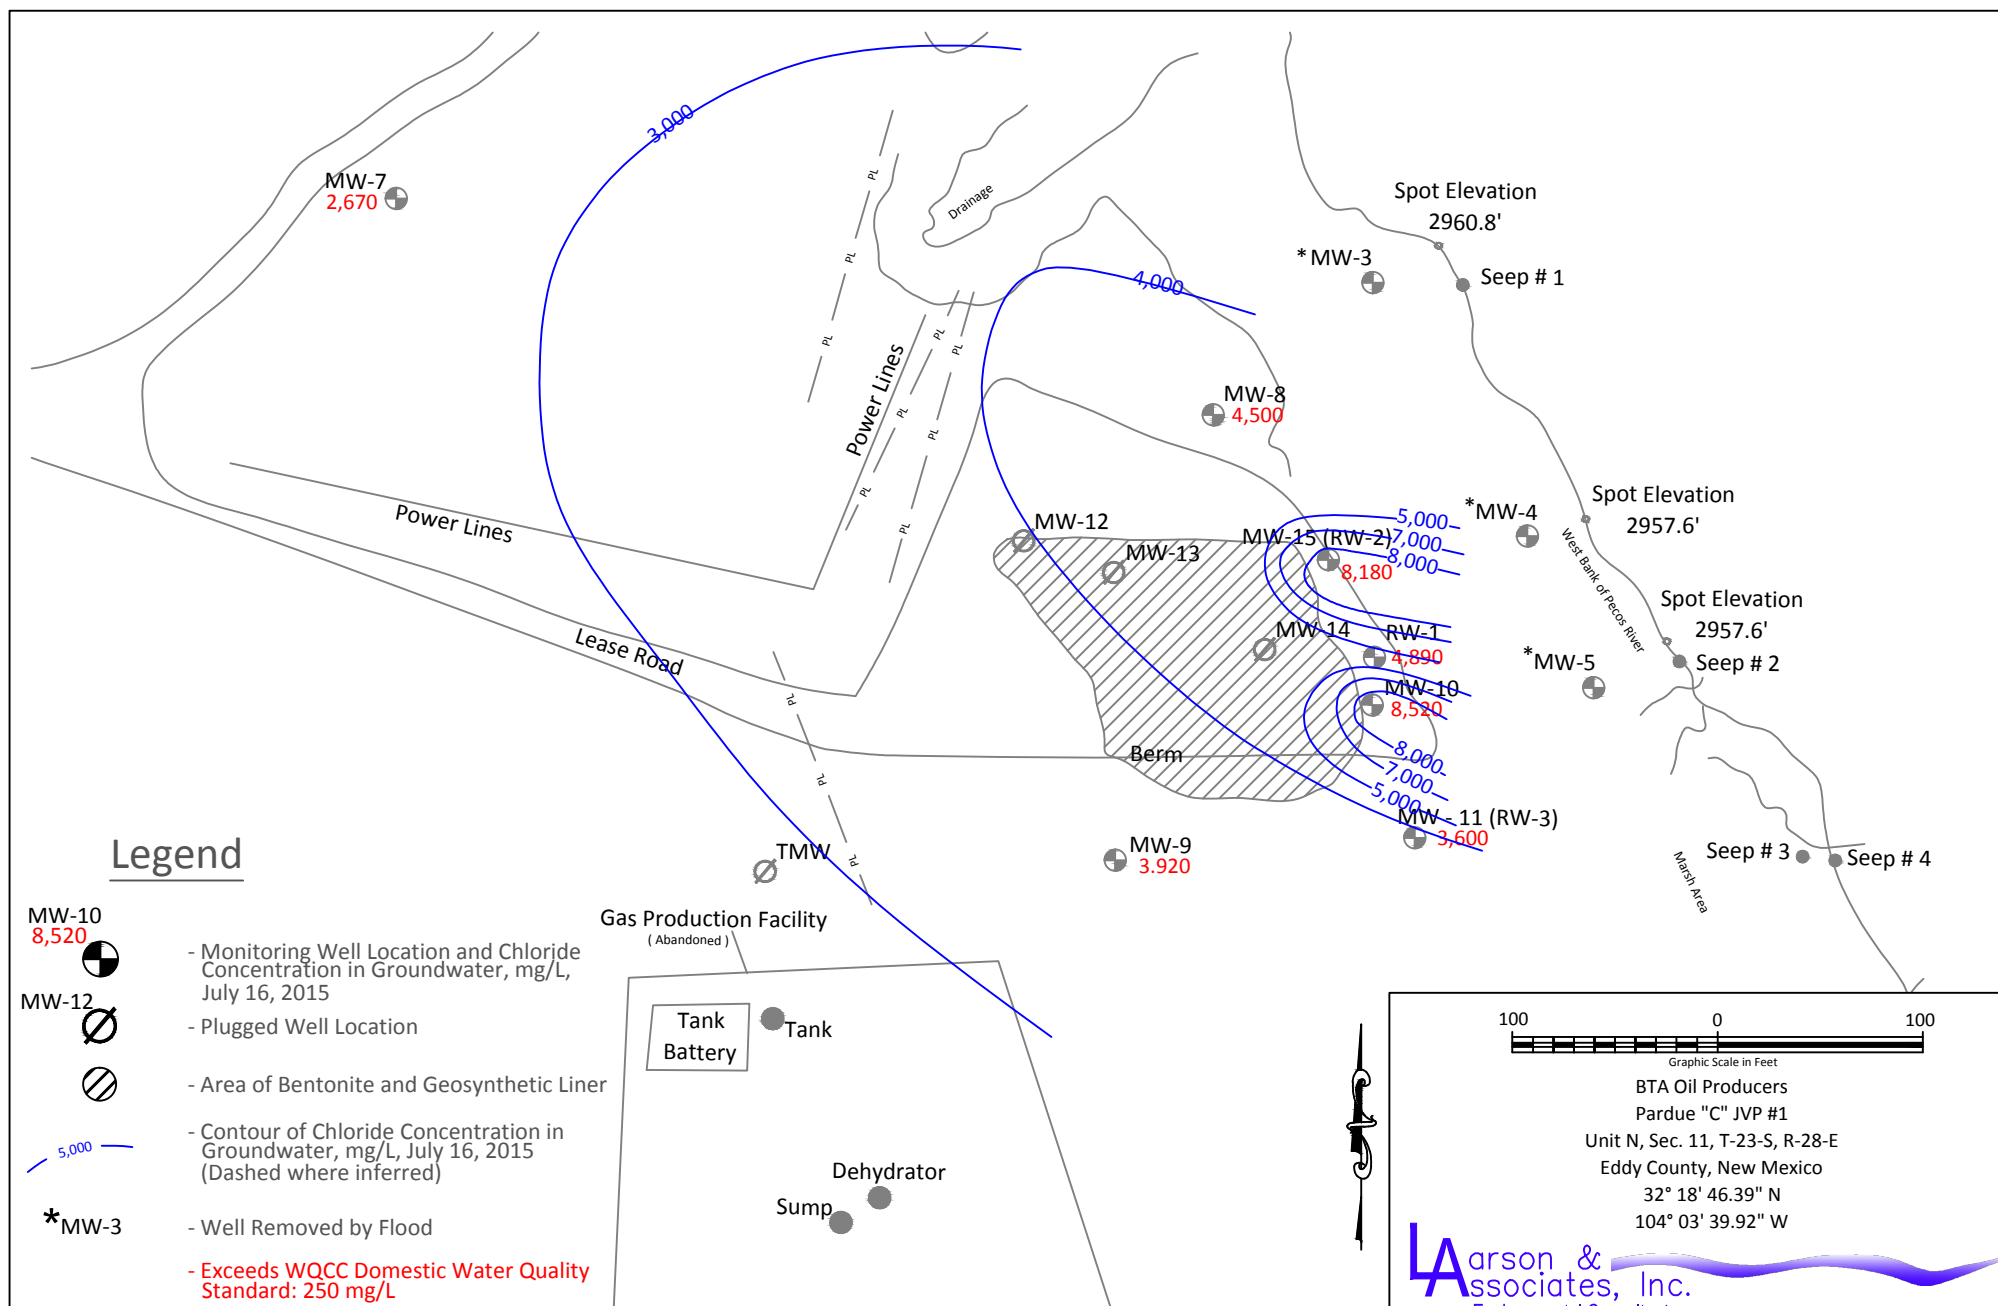 3,000
MW-7
2,670
PL
PL
PL
Drainage
Spot Elevation
2960.8'
*MW-3
Seep # 1
4,000
PL
PL
PL
PL
PL
PL
Power Lines
MW-8
4,500
Power Lines
Lease Road
MW-12
MW-13
MW-14
MW-15 (RW-2)
8,180
5,000
7,000
8,000
*MW-4
Spot Elevation
2957.6'
West Bank of Pecos River
Spot Elevation
2957.6'
RW-1
4,890
*MW-5
Seep # 2
MW-10
8,520
8,000
7,000
5,000
Berm
PL
PL
PL
MW - 11 (RW-3)
3,600
TMW
MW-9
3.920
Seep # 3
Seep # 4
Marsh Area
Gas Production Facility
( Abandoned )
Tank
Battery
Tank
Dehydrator
Sump
Legend
MW-10
8,520
- Monitoring Well Location and Chloride
Concentration in Groundwater, mg/L,
July 16, 2015
MW-12
- Plugged Well Location
- Area of Bentonite and Geosynthetic Liner
5,000
- Contour of Chloride Concentration in
Groundwater, mg/L, July 16, 2015
(Dashed where inferred)
*MW-3
- Well Removed by Flood
- Exceeds WQCC Domestic Water Quality
Standard: 250 mg/L
100 0 100
Graphic Scale in Feet
BTA Oil Producers
Pardue "C" JVP #1
Unit N, Sec. 11, T-23-S, R-28-E
Eddy County, New Mexico
32° 18' 46.39" N
104° 03' 39.92" W
Larson &
Associates, Inc.